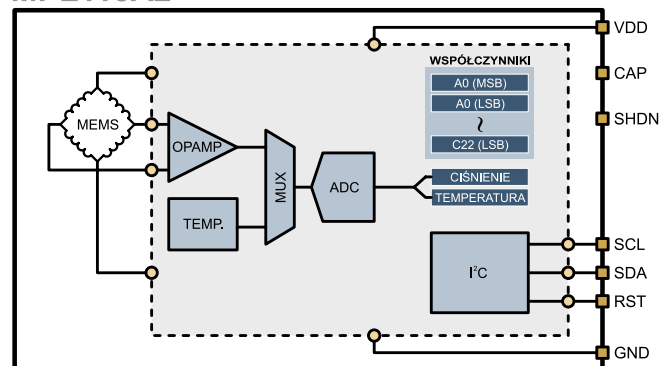 VDD
WSPÓŁCZYNNIKI
CAP
A0 (MSB)
A0 (LSB)
~
C22 (LSB)
SHDN
MEMS
OPAMP
MUX
ADC
CIŚNIENIE
TEMPERATURA
TEMP.
I²C
SCL
SDA
RST
GND